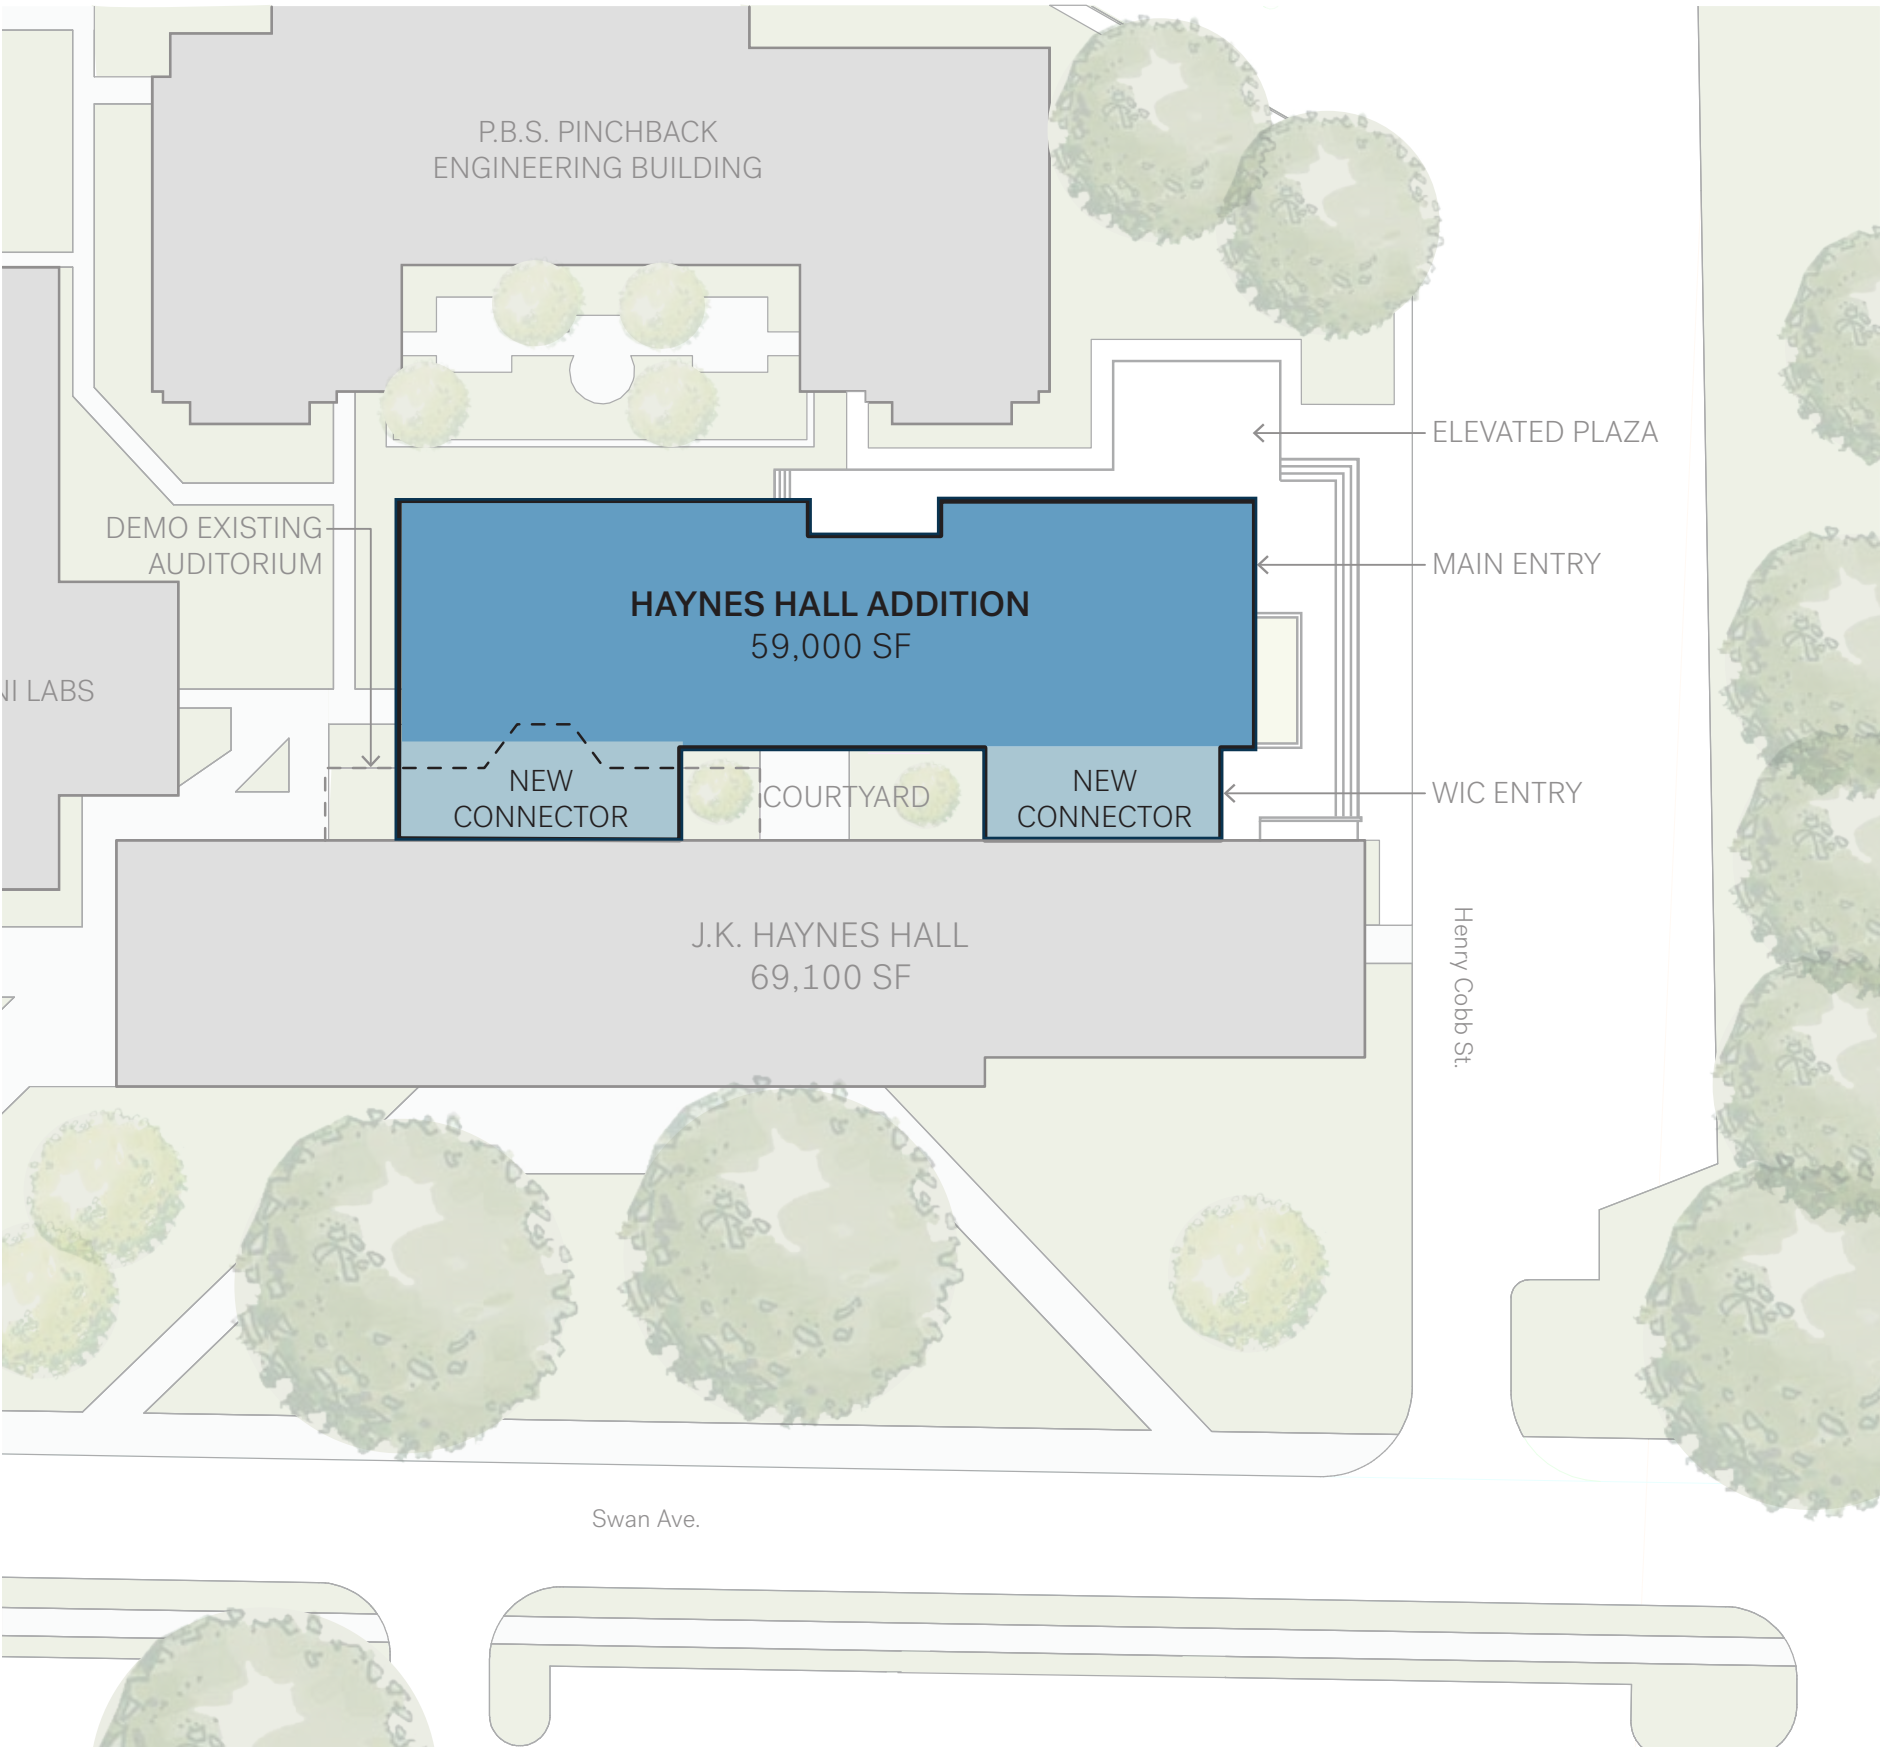 P.B.S. PINCHBACK
ENGINEERING BUILDING
ELEVATED PLAZA
DEMO EXISTING
AUDITORIUM
MAIN ENTRY
HAYNES HALL ADDITION
59,000 SF
LABS
NEW
CONNECTOR
COURTYARD
NEW
CONNECTOR
WIC ENTRY
J.K. HAYNES HALL
69,100 SF
Henry Cobb St.
Swan Ave.